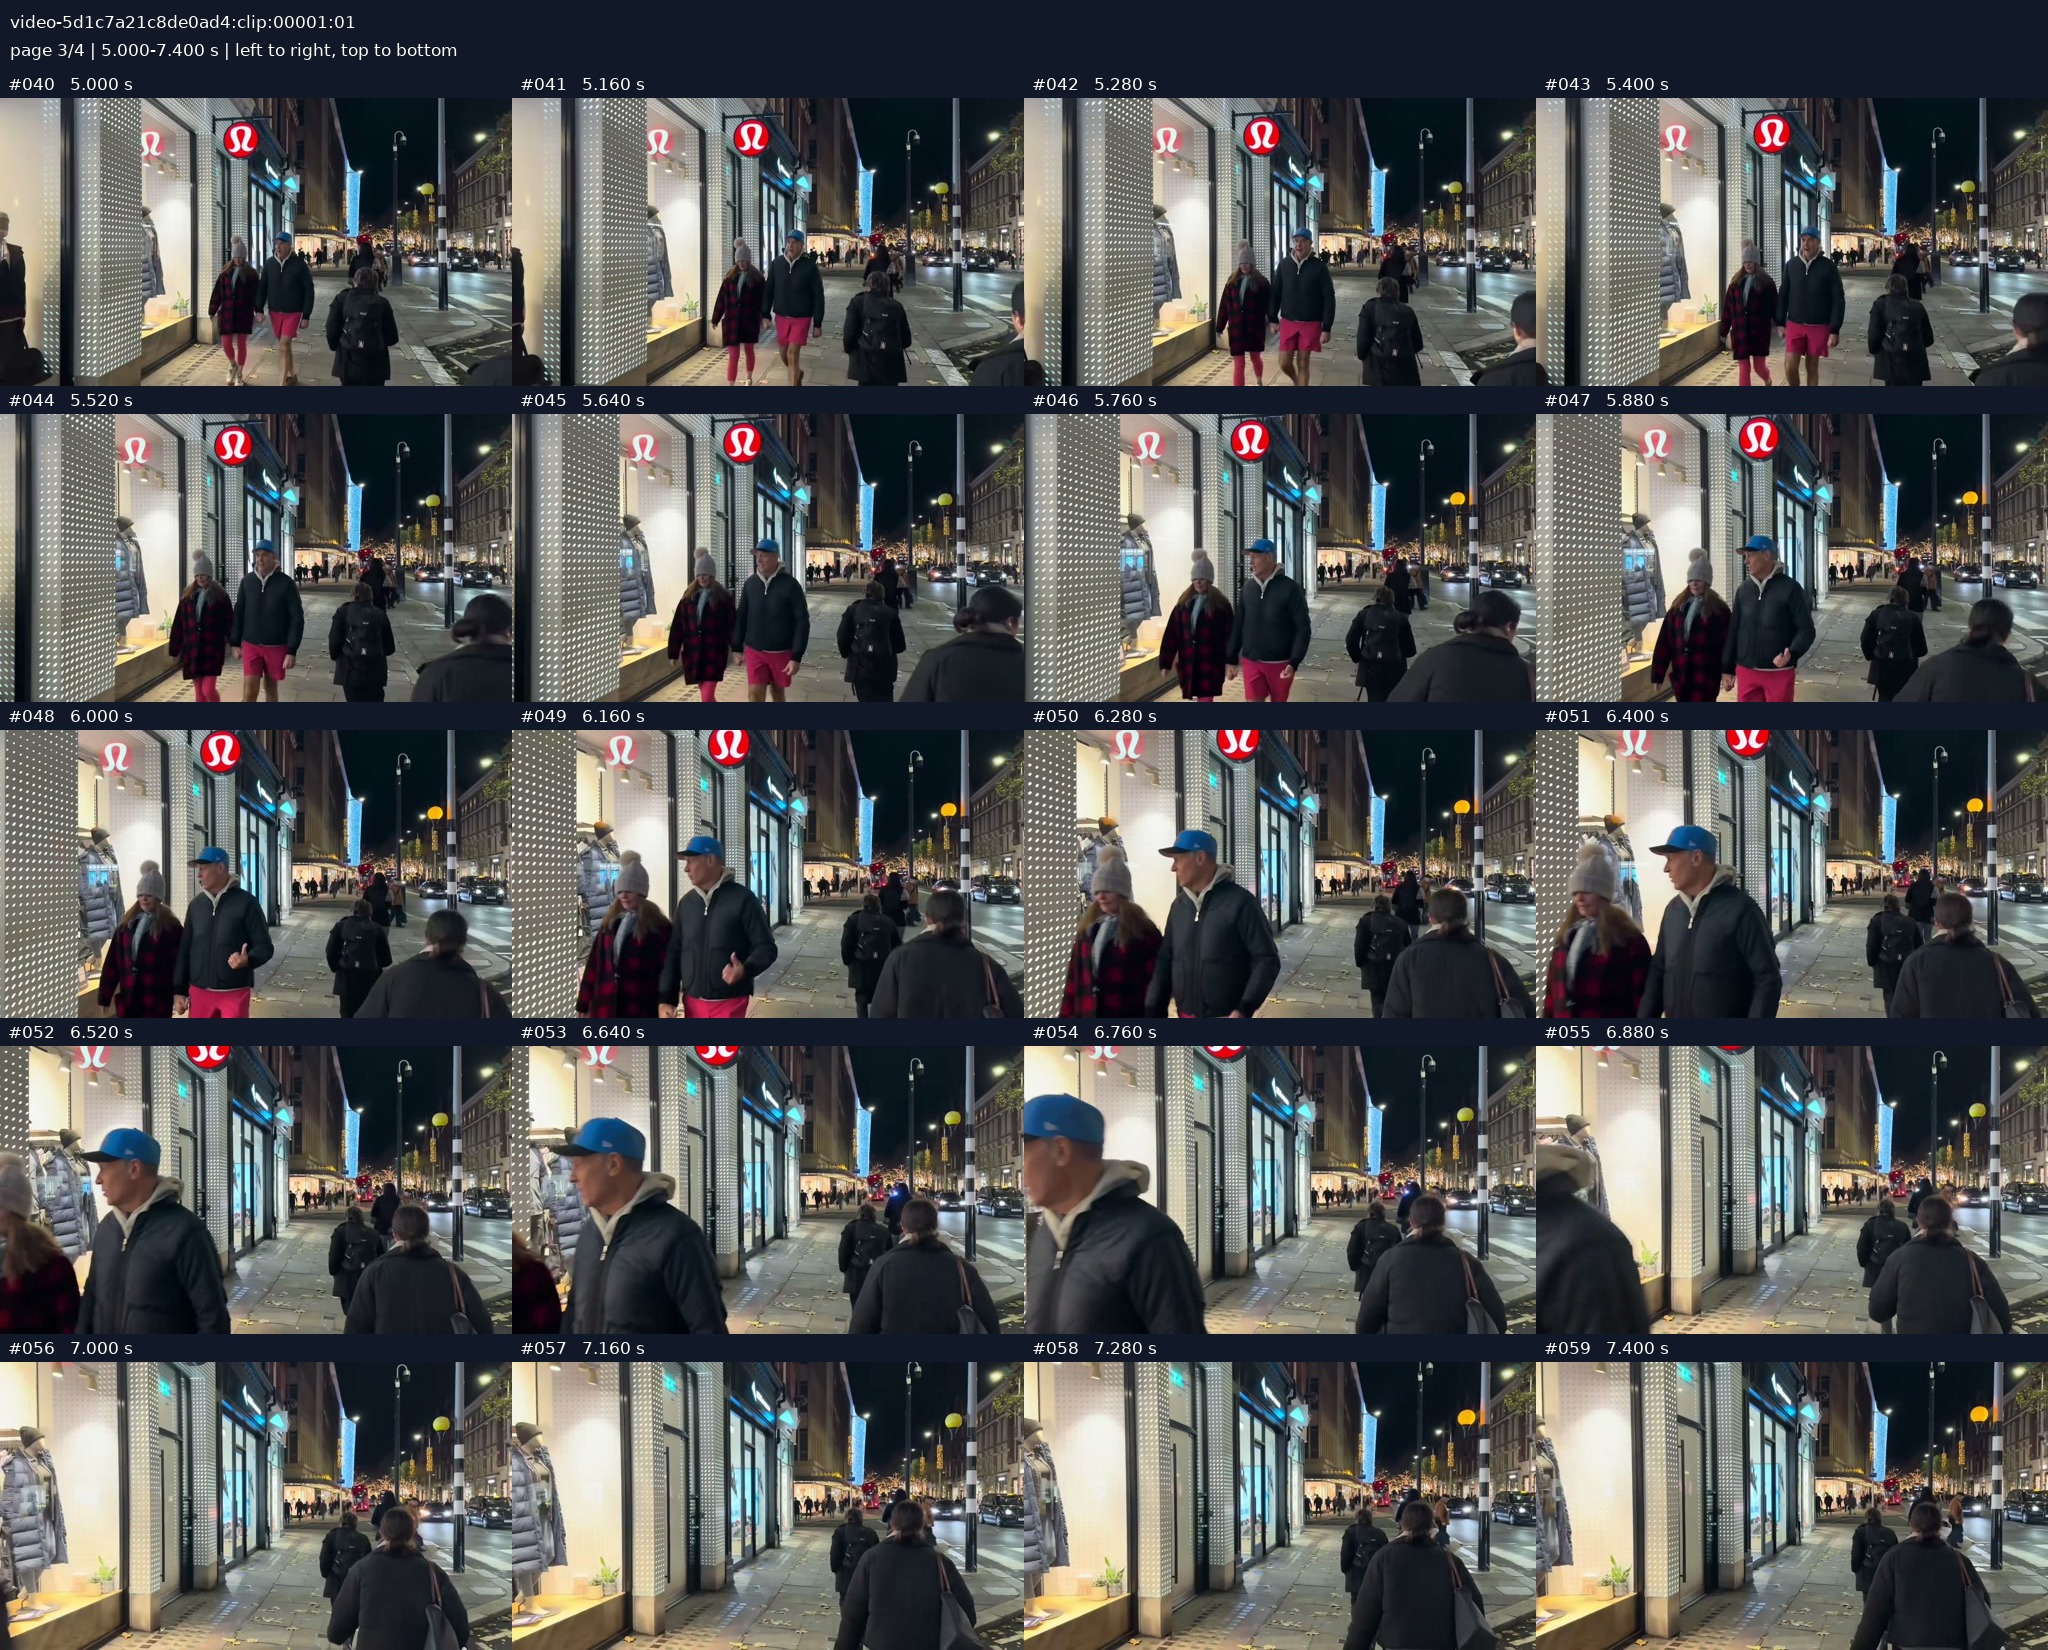 video-5d1c7a21c8de0ad4:clip:00001:01
page 3/4 | 5.000-7.400 s | left to right, top to bottom
#040 5.000 s
#041 5.160 s
#042 5.280 s
#043 5.400 s
#044 5.520 s
#045 5.640 s
#046 5.760 s
#047 5.880 s
#048 6.000 s
#049 6.160 s
#050 6.280 s
#051 6.400 s
#052 6.520 s
#053 6.640 s
#054 6.760 s
#055 6.880 s
#056 7.000 s
#057 7.160 s
#058 7.280 s
#059 7.400 s